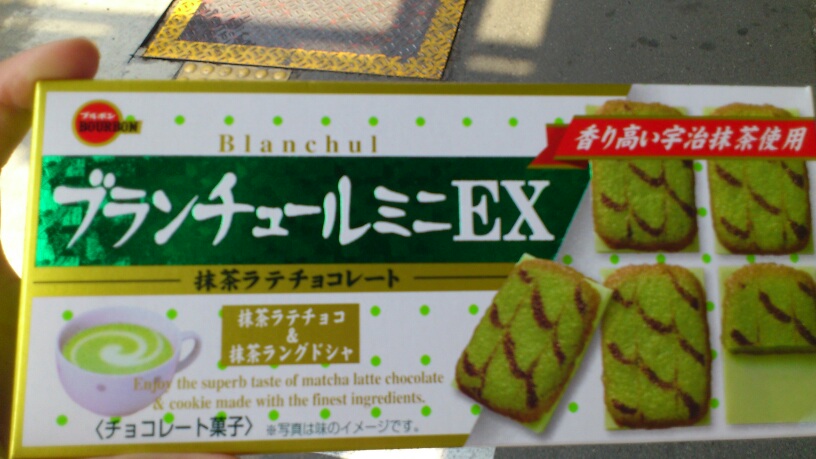 ブルボン
BOURBON
Blanchul
香り高い宇治抹茶使用
ブランチュールミニEX
抹茶ラテチョコレート
抹茶ラテチョコ
&
抹茶ラングドシャ
Enjoy the superb taste of matcha latte chocolate
& cookie made with the finest ingredients.
〈チョコレート菓子〉 ※写真は味のイメージです。